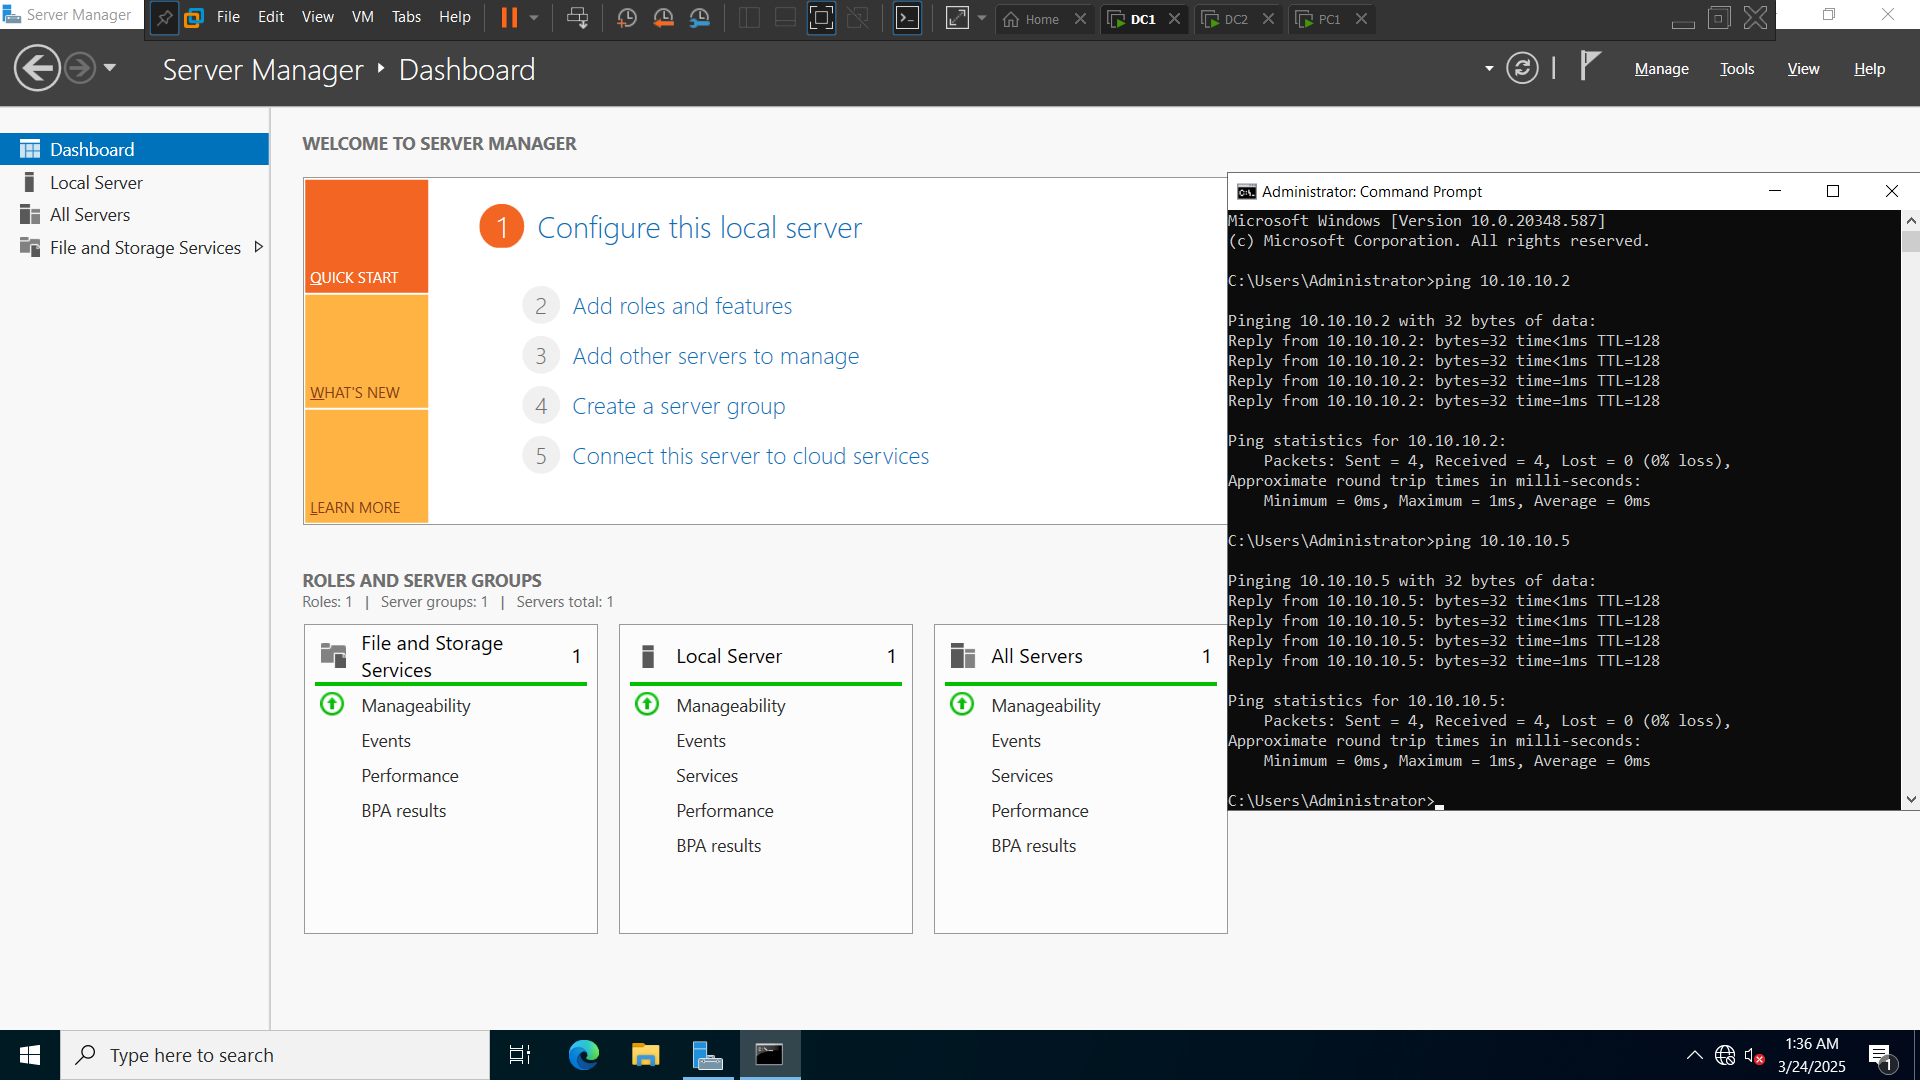 Server Manager
File Edit View VM Tabs Help
Home DC1 DC2 PC1
Server Manager ‣ Dashboard
Manage Tools View Help
Dashboard
Local Server
All Servers
File and Storage Services
WELCOME TO SERVER MANAGER
QUICK START
WHAT'S NEW
LEARN MORE
1 Configure this local server
2 Add roles and features
3 Add other servers to manage
4 Create a server group
5 Connect this server to cloud services
ROLES AND SERVER GROUPS
Roles: 1 | Server groups: 1 | Servers total: 1
File and Storage
Services 1
Manageability
Events
Performance
BPA results
Local Server 1
Manageability
Events
Services
Performance
BPA results
All Servers 1
Manageability
Events
Services
Performance
BPA results
Administrator: Command Prompt
Microsoft Windows [Version 10.0.20348.587]
(c) Microsoft Corporation. All rights reserved.
C:\Users\Administrator>ping 10.10.10.2
Pinging 10.10.10.2 with 32 bytes of data:
Reply from 10.10.10.2: bytes=32 time<1ms TTL=128
Reply from 10.10.10.2: bytes=32 time<1ms TTL=128
Reply from 10.10.10.2: bytes=32 time=1ms TTL=128
Reply from 10.10.10.2: bytes=32 time=1ms TTL=128
Ping statistics for 10.10.10.2:
Packets: Sent = 4, Received = 4, Lost = 0 (0% loss),
Approximate round trip times in milli-seconds:
Minimum = 0ms, Maximum = 1ms, Average = 0ms
C:\Users\Administrator>ping 10.10.10.5
Pinging 10.10.10.5 with 32 bytes of data:
Reply from 10.10.10.5: bytes=32 time<1ms TTL=128
Reply from 10.10.10.5: bytes=32 time<1ms TTL=128
Reply from 10.10.10.5: bytes=32 time=1ms TTL=128
Reply from 10.10.10.5: bytes=32 time=1ms TTL=128
Ping statistics for 10.10.10.5:
Packets: Sent = 4, Received = 4, Lost = 0 (0% loss),
Approximate round trip times in milli-seconds:
Minimum = 0ms, Maximum = 1ms, Average = 0ms
C:\Users\Administrator>
Type here to search
1:36 AM
3/24/2025
1